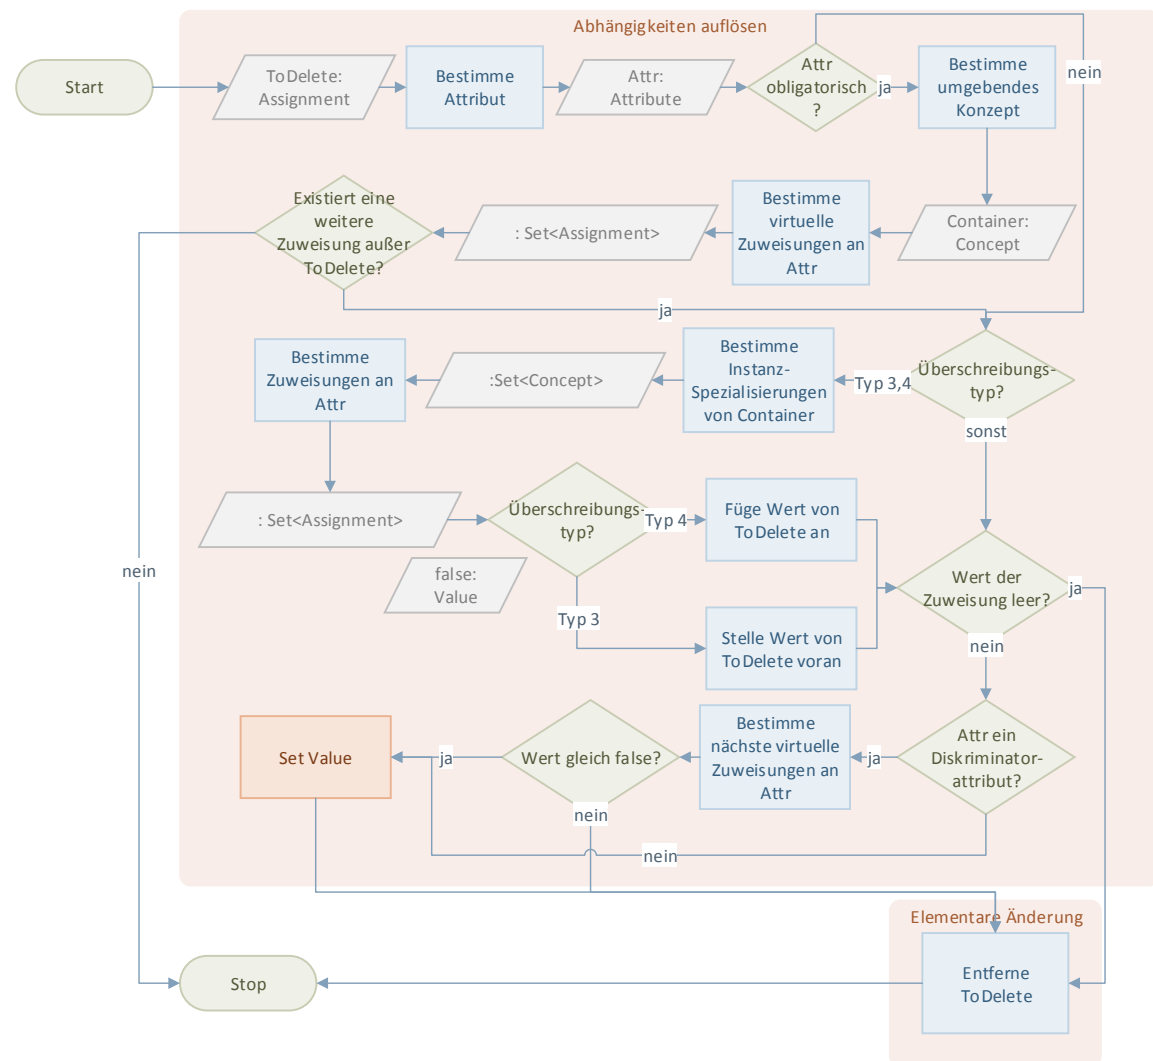 Abhängigkeiten auflösen
Start
ToDelete:
Assignment
Bestimme
Attribut
Attr:
Attribute
Attr
obligatorisch
?
ja
Bestimme
umgebendes
Konzept
nein
Existiert eine
weitere
Zuweisung außer
ToDelete?
: Set<Assignment>
Bestimme
virtuelle
Zuweisungen an
Attr
Container:
Concept
ja
Bestimme
Zuweisungen an
Attr
:Set<Concept>
Bestimme
Instanz-
Spezialisierungen
von Container
Typ 3,4
Überschreibungs-
typ?
sonst
: Set<Assignment>
Überschreibungs-
typ?
Typ 4
Füge Wert von
ToDelete an
false:
Value
Typ 3
Stelle Wert von
ToDelete voran
Wert der
Zuweisung leer?
ja
nein
nein
Set Value
ja
Wert gleich false?
Bestimme
nächste virtuelle
Zuweisungen an
Attr
ja
Attr ein
Diskriminator-
attribut?
nein
nein
Elementare Änderung
Stop
Entferne
ToDelete